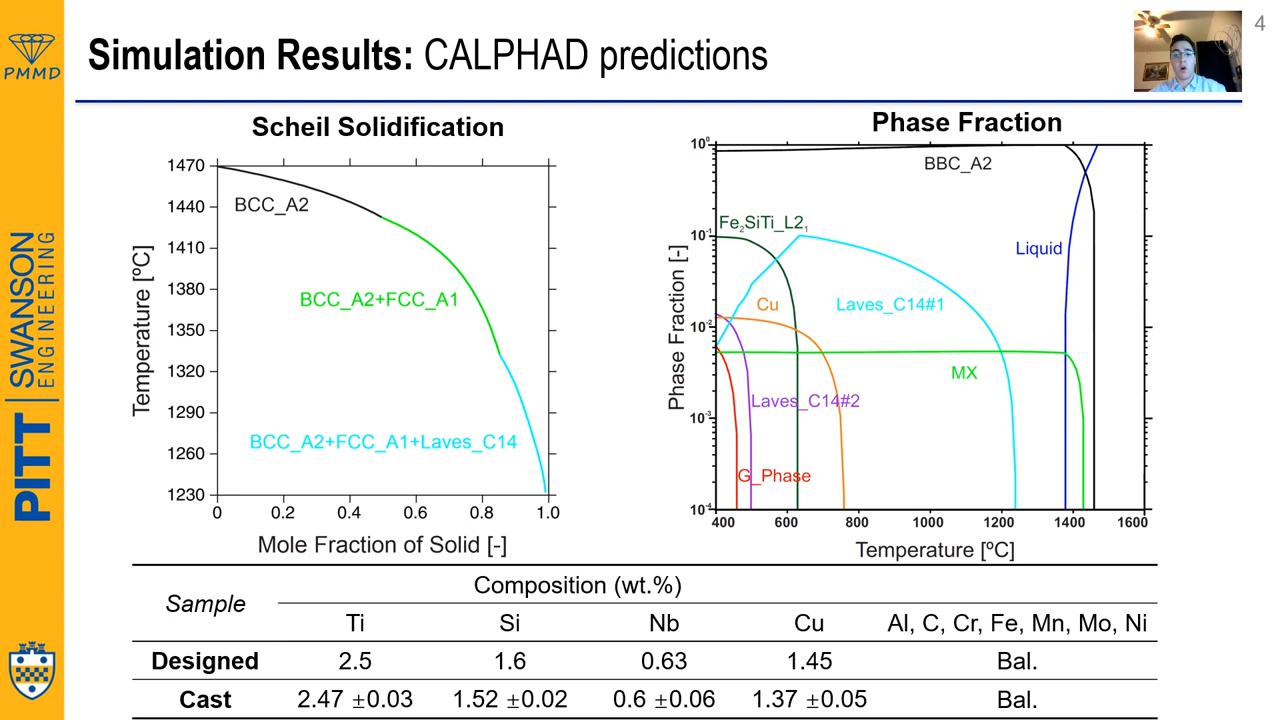 4
PMMD
PITT | SWANSON
ENGINEERING
Simulation Results: CALPHAD predictions
Scheil Solidification
Temperature [ºC]
1470
1440
1410
1380
1350
1320
1290
1260
1230
BCC_A2
BCC_A2+FCC_A1
BCC_A2+FCC_A1+Laves_C14
0 0.2 0.4 0.6 0.8 1.0
Mole Fraction of Solid [-]
Phase Fraction
Phase Fraction [-]
10⁰
10⁻¹
10⁻²
10⁻³
10⁻⁴
BBC_A2
Fe₂SiTi_L2₁
Liquid
Cu
Laves_C14#1
MX
Laves_C14#2
G_Phase
400 600 800 1000 1200 1400 1600
Temperature [ºC]
Sample
Composition (wt.%)
Ti Si Nb Cu Al, C, Cr, Fe, Mn, Mo, Ni
Designed 2.5 1.6 0.63 1.45 Bal.
Cast 2.47 ±0.03 1.52 ±0.02 0.6 ±0.06 1.37 ±0.05 Bal.